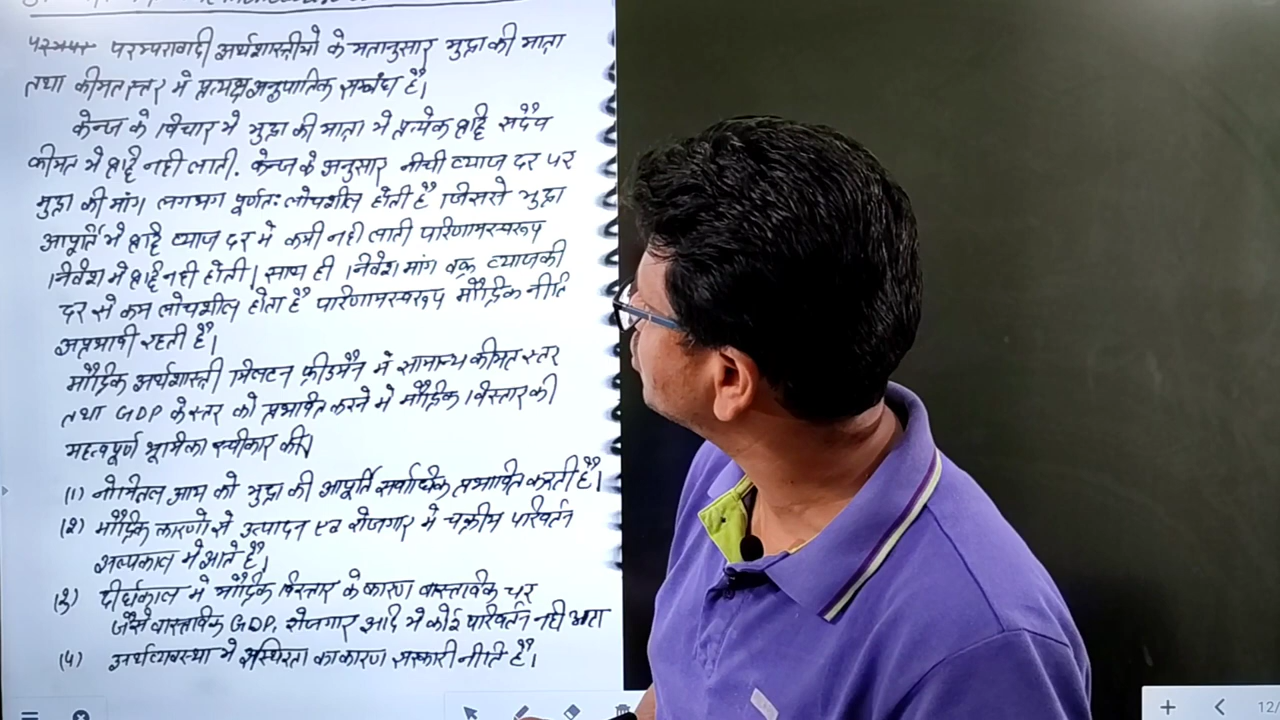 परम्परावादी अर्थशास्त्रीयो के मतानुसार मुद्रा की मात्रा
तथा कीमत स्तर मे प्रत्यक्ष अनुपातिक सम्बंध है।
केन्ज के विचार मे मुद्रा की मात्रा मे प्रत्येक वृद्दि सदैव
कीमत मे वृद्दि नही लाती. केन्ज के अनुसार नीची व्याज दर पर
मुद्रा की मांग लगभग पूर्णतः लोचशील होती है जिससे मुद्रा
आपूर्ति मे वृद्दि व्याज दर मे कमी नही लाती परिणामस्वरूप
निवेश मे वृद्दि नही होती। साथ ही निवेश मांग वक्र व्याज की
दर से कम लोचशील होता है परिणामस्वरुप मौद्रिक नीति
अप्रभावी रहती है।
मौद्रिक अर्थशास्त्री मिल्टन फ्रीडमैन मे सामान्य कीमत स्तर
तथा GDP के स्तर को प्रभावित करने मे मौद्रिक विस्तार की
महत्वपूर्ण भूमिका स्वीकार की।
(1) नोमिनल आय को मुद्रा की आपूर्ति सर्वाधिक प्रभावित करती है।
(2) मौद्रिक कारणो से उत्पादन एव रोजगार मे चक्रीय परिवर्तन
अल्पकाल मे आते है।
(3) दीर्घकाल मे मौद्रिक विस्तार के कारण वास्तविक चर
जैसे वास्तविक GDP, रोजगार आदि मे कोई परिवर्तन नही आता
(4) अर्थव्यवस्था मे अस्थिरता का कारण सरकारी नीति है।
12/